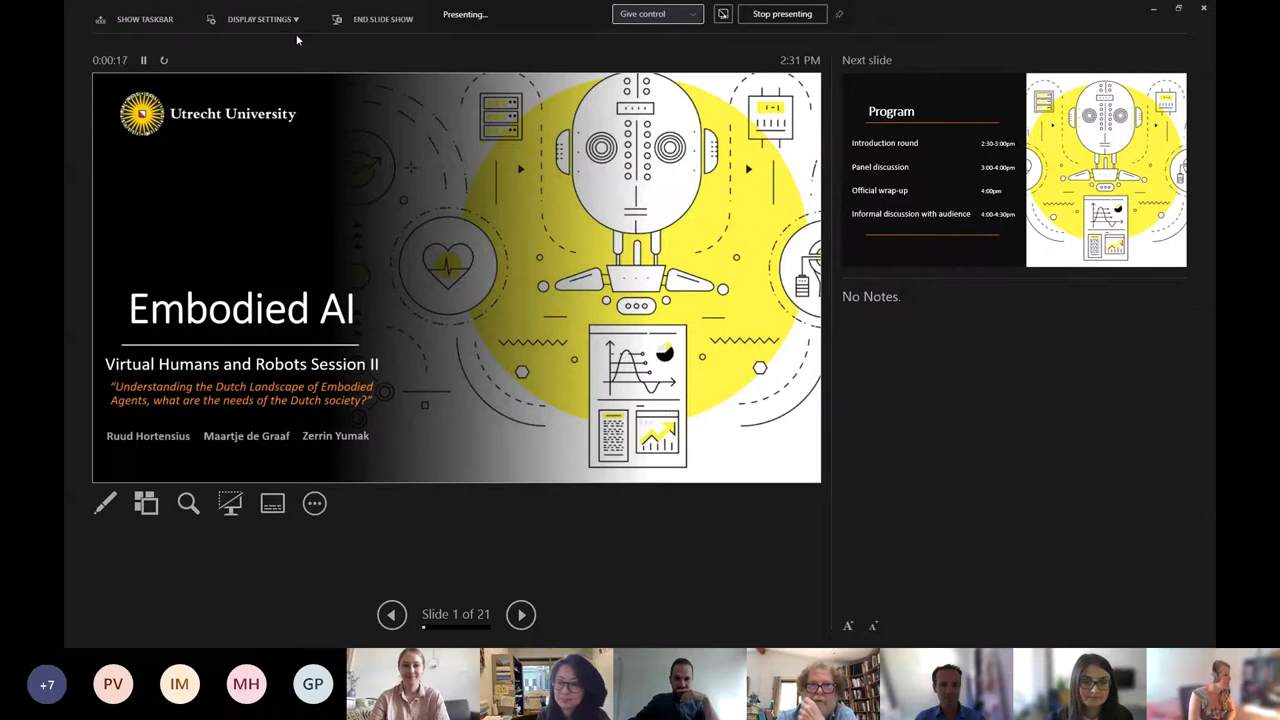 SHOW TASKBAR
DISPLAY SETTINGS ▾
END SLIDE SHOW
Presenting...
Give control
Stop presenting
0:00:17
2:31 PM
Next slide
Utrecht University
Embodied AI
Virtual Humans and Robots Session II
“Understanding the Dutch Landscape of Embodied
Agents, what are the needs of the Dutch society?”
Ruud Hortensius Maartje de Graaf Zerrin Yumak
Program
Introduction round 2:30-3:00pm
Panel discussion 3:00-4:00pm
Official wrap-up 4:00pm
Informal discussion with audience 4:00-4:30pm
No Notes.
Slide 1 of 21
A A
+7
PV
IM
MH
GP